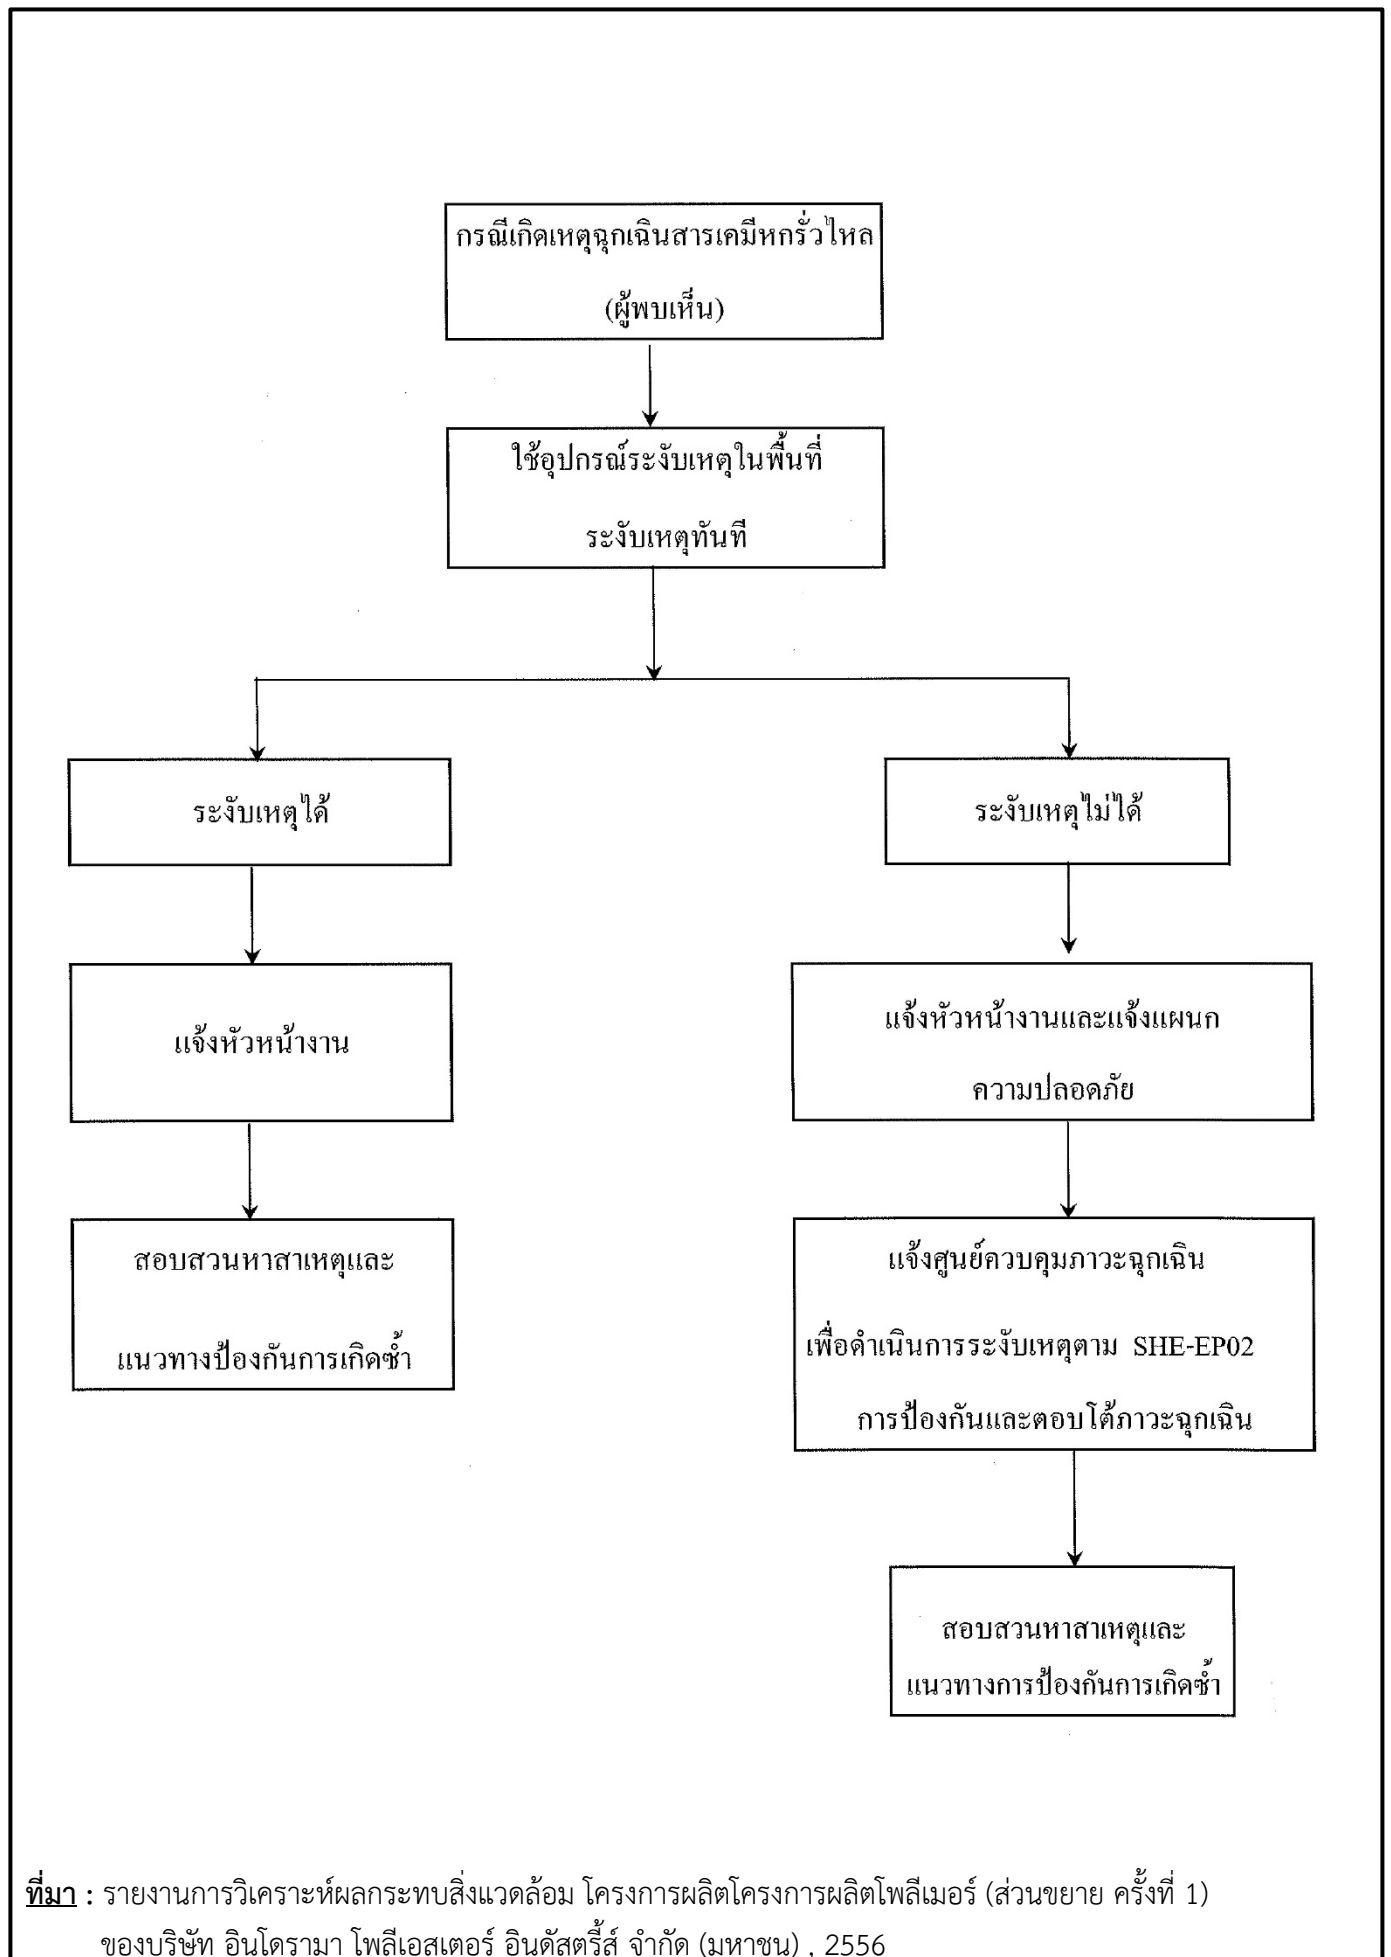 กรณีเกิดเหตุฉุกเฉินสารเคมีหกรั่วไหล
(ผู้พบเห็น)
ใช้อุปกรณ์ระงับเหตุในพื้นที่
ระงับเหตุทันที
ระงับเหตุได้
ระงับเหตุไม่ได้
แจ้งหัวหน้างาน
แจ้งหัวหน้างานและแจ้งแผนก
ความปลอดภัย
สอบสวนหาสาเหตุและ
แนวทางป้องกันการเกิดซ้ำ
แจ้งศูนย์ควบคุมภาวะฉุกเฉิน
เพื่อดำเนินการระงับเหตุตาม SHE-EP02
การป้องกันและตอบโต้ภาวะฉุกเฉิน
สอบสวนหาสาเหตุและ
แนวทางการป้องกันการเกิดซ้ำ
ที่มา : รายงานการวิเคราะห์ผลกระทบสิ่งแวดล้อม โครงการผลิตโครงการผลิตโพลีเมอร์ (ส่วนขยาย ครั้งที่ 1)
ของบริษัท อินโดรามา โพลีเอสเตอร์ อินดัสตรี้ส์ จำกัด (มหาชน) , 2556